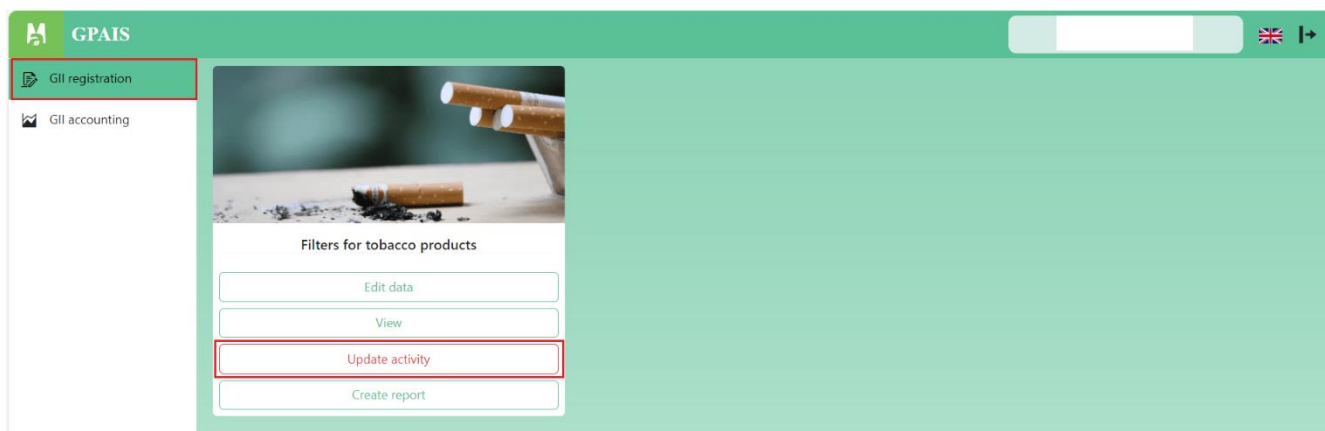 GPAIS
GII registration
GII accounting
Filters for tobacco products
Edit data
View
Update activity
Create report